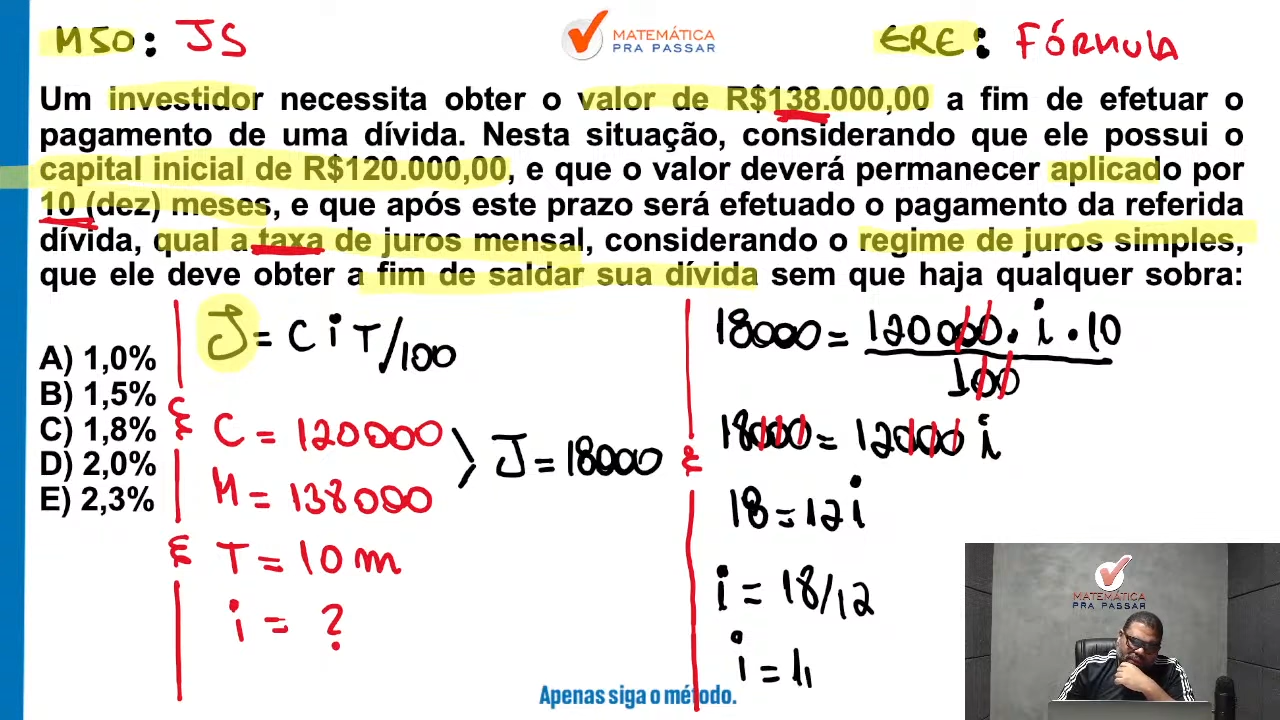 M50: JS
MATEMÁTICA
PRA PASSAR
ERE: FÓRMULA
Um investidor necessita obter o valor de R$138.000,00 a fim de efetuar o
pagamento de uma dívida. Nesta situação, considerando que ele possui o
capital inicial de R$120.000,00, e que o valor deverá permanecer aplicado por
10 (dez) meses, e que após este prazo será efetuado o pagamento da referida
dívida, qual a taxa de juros mensal, considerando o regime de juros simples,
que ele deve obter a fim de saldar sua dívida sem que haja qualquer sobra:
A) 1,0%
B) 1,5%
C) 1,8%
D) 2,0%
E) 2,3%
J = C i T/100
C = 120000
M = 138000
J = 18000
T = 10 m
i = ?
18000 = 120000 . i . 10
100
18000 = 12000 i
18 = 12 i
i = 18/12
i = 1,
MATEMÁTICA
PRA PASSAR
Apenas siga o método.